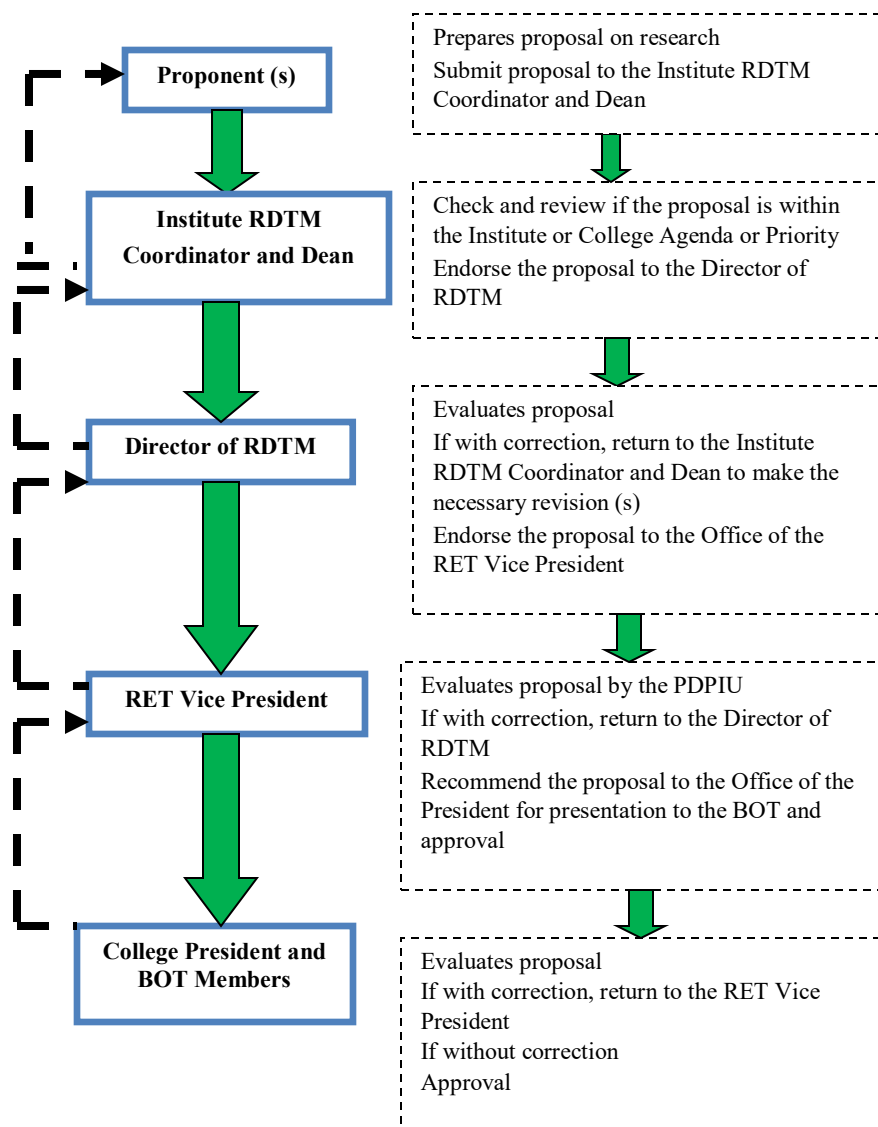 Proponent (s)
Prepares proposal on research
Submit proposal to the Institute RDTM
Coordinator and Dean
Institute RDTM
Coordinator and Dean
Check and review if the proposal is within
the Institute or College Agenda or Priority
Endorse the proposal to the Director of
RDTM
Director of RDTM
Evaluates proposal
If with correction, return to the Institute
RDTM Coordinator and Dean to make the
necessary revision (s)
Endorse the proposal to the Office of the
RET Vice President
RET Vice President
Evaluates proposal by the PDPIU
If with correction, return to the Director of
RDTM
Recommend the proposal to the Office of the
President for presentation to the BOT and
approval
College President and
BOT Members
Evaluates proposal
If with correction, return to the RET Vice
President
If without correction
Approval